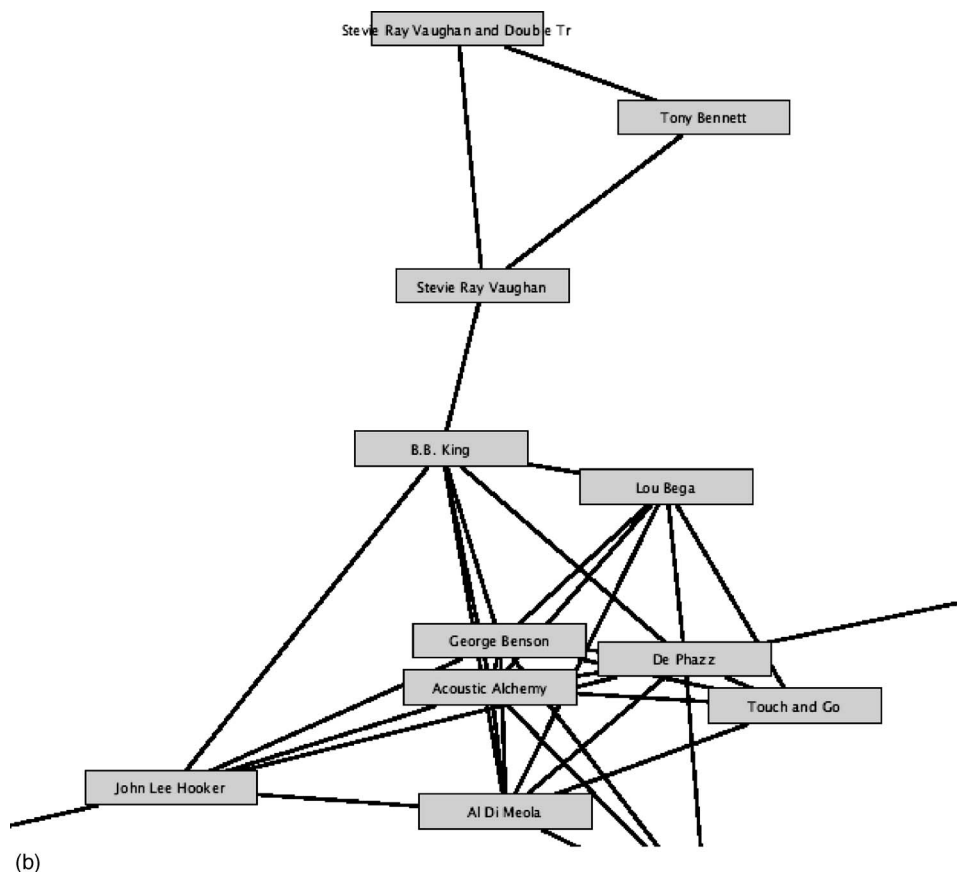 Stevie Ray Vaughan and Double Tr
Tony Bennett
Stevie Ray Vaughan
B.B. King
Lou Bega
George Benson
De Phazz
Acoustic Alchemy
Touch and Go
John Lee Hooker
Al Di Meola
(b)